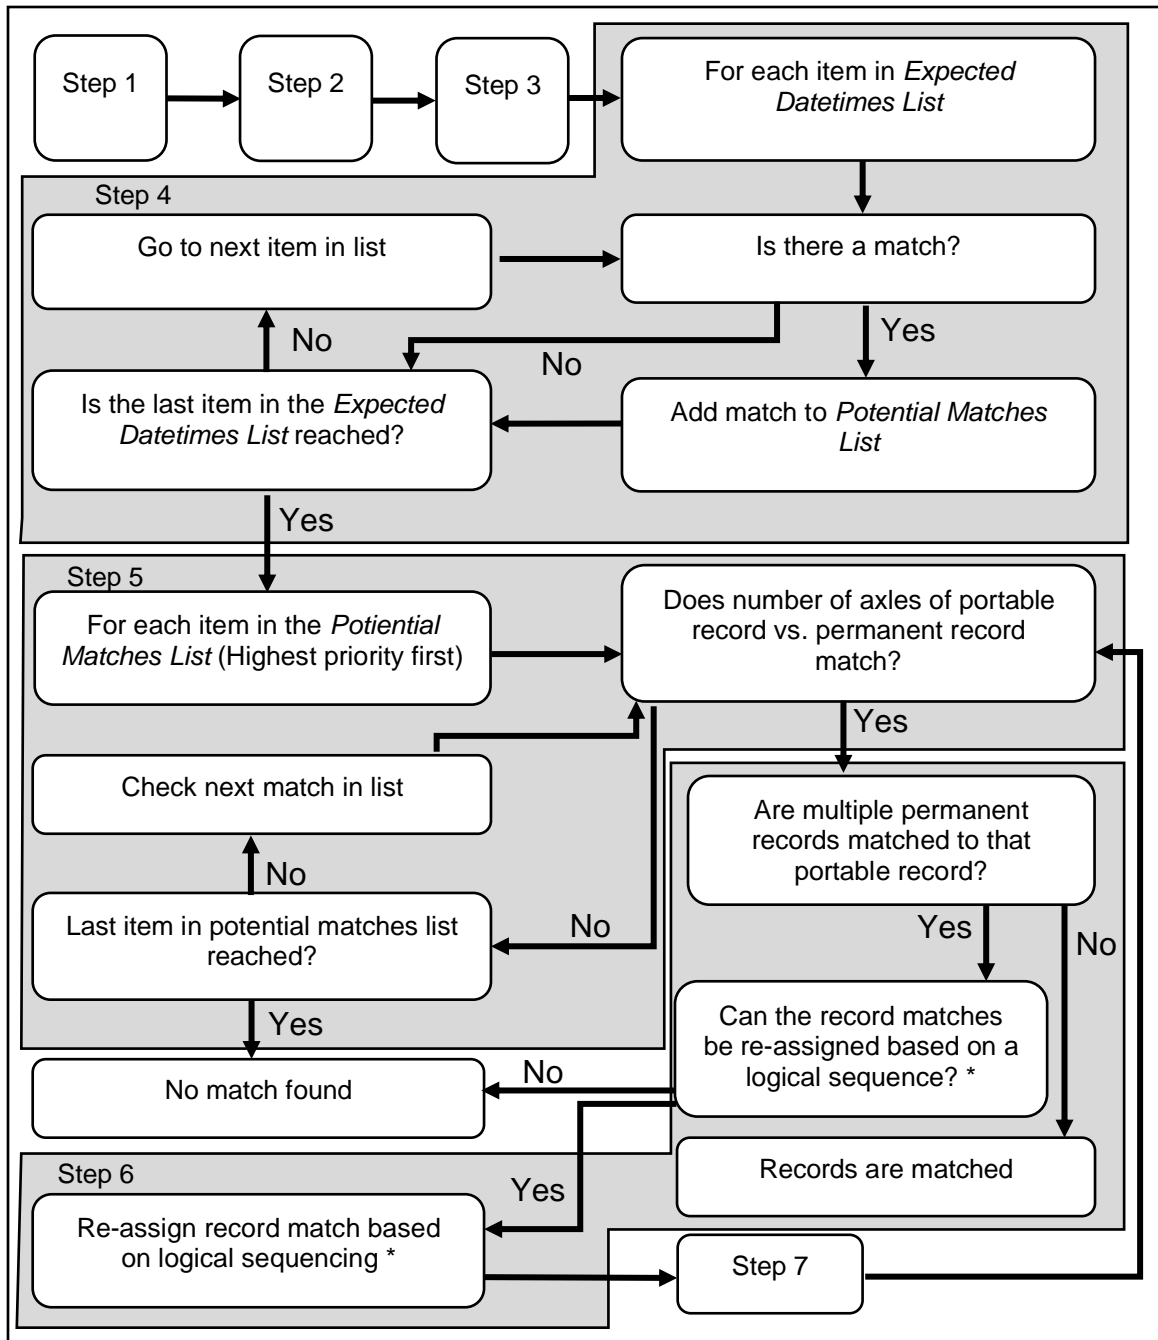 Step 1
Step 2
Step 3
For each item in Expected
Datetimes List
Step 4
Go to next item in list
Is there a match?
No
Yes
No
Is the last item in the Expected
Datetimes List reached?
Add match to Potential Matches
List
Yes
Step 5
For each item in the Potiential
Matches List (Highest priority first)
Does number of axles of portable
record vs. permanent record
match?
Yes
Check next match in list
Are multiple permanent
records matched to that
portable record?
No
No
Yes
No
Last item in potential matches list
reached?
Yes
Can the record matches
be re-assigned based on a
logical sequence? *
No
No match found
Records are matched
Step 6
Yes
Re-assign record match based
on logical sequencing *
Step 7